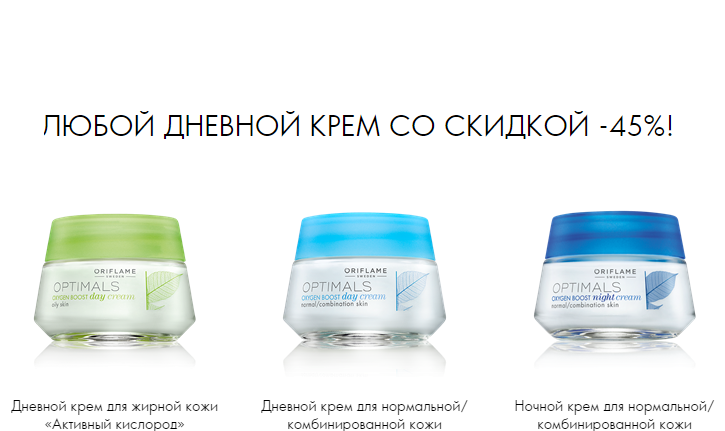 ЛЮБОЙ ДНЕВНОЙ КРЕМ СО СКИДКОЙ -45%!
ORIFLAME
SWEDEN
OPTIMALS
OXYGEN BOOST day cream
oily skin
ORIFLAME
SWEDEN
OPTIMALS
OXYGEN BOOST day cream
normal/combination skin
ORIFLAME
SWEDEN
OPTIMALS
OXYGEN BOOST night cream
normal/combination skin
Дневной крем для жирной кожи
«Активный кислород»
Дневной крем для нормальной/
комбинированной кожи
Ночной крем для нормальной/
комбинированной кожи